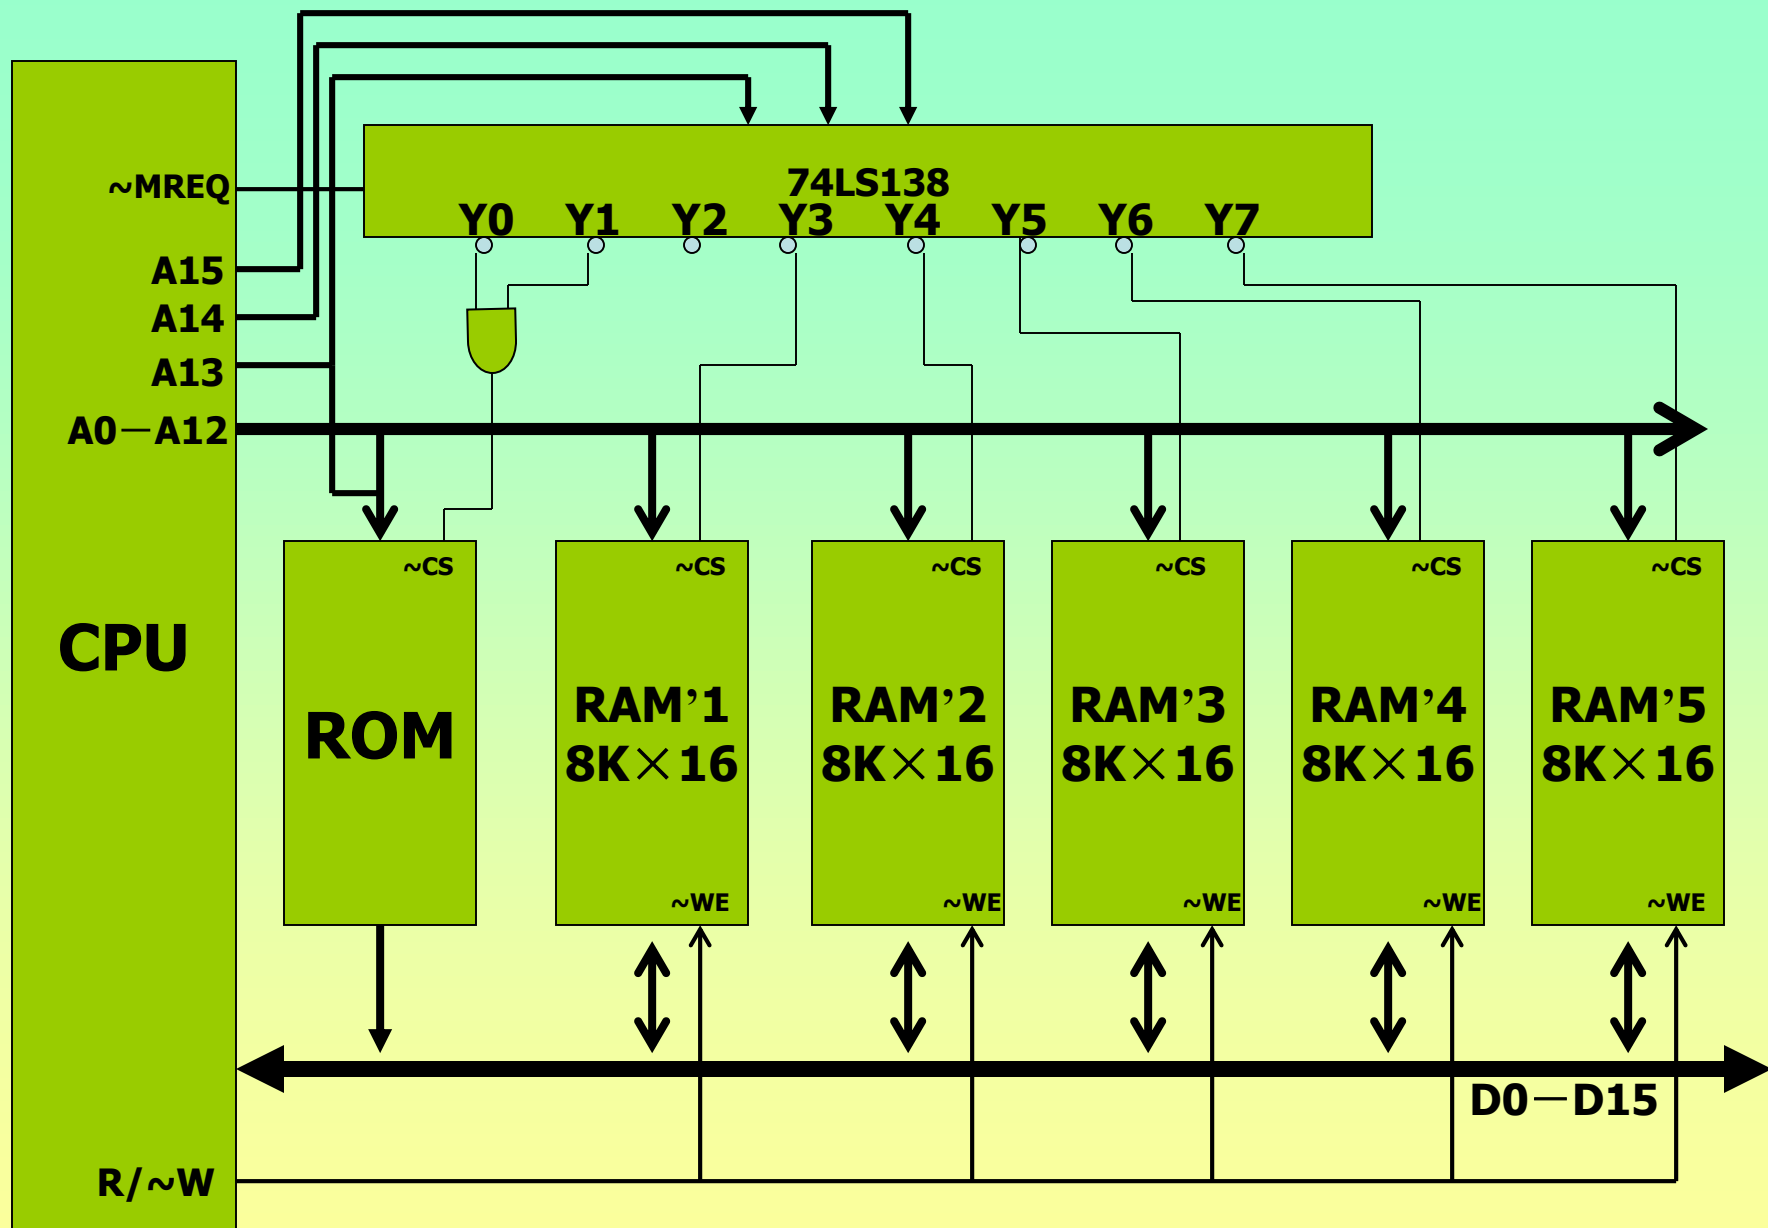 74LS138
Y0 Y1 Y2 Y3 Y4 Y5 Y6 Y7
~MREQ
A15
A14
A13
A0－A12
CPU
~CS
ROM
~CS
RAM’1
8K×16
~WE
~CS
RAM’2
8K×16
~WE
~CS
RAM’3
8K×16
~WE
~CS
RAM’4
8K×16
~WE
~CS
RAM’5
8K×16
~WE
D0－D15
R/~W